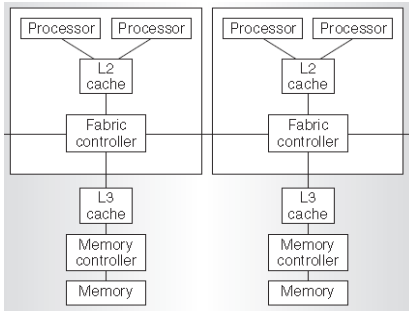 Processor Processor Processor Processor
L2 L2
cache cache
Fabric Fabric
controller controller
L3 L3
cache cache
Memory Memory
controller controller
Memory Memory